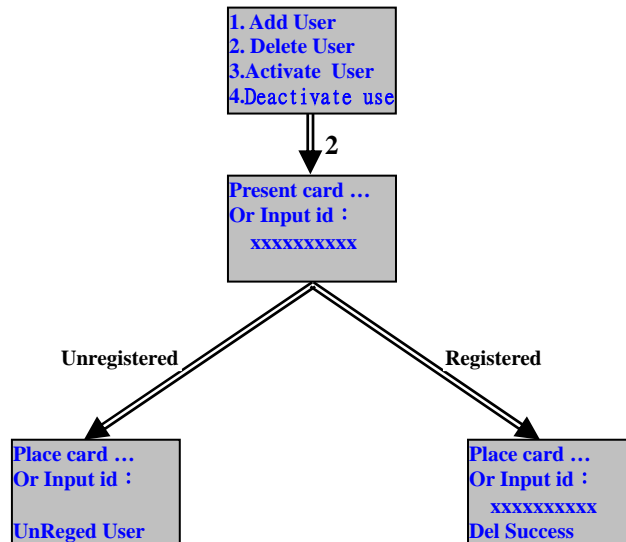 1. Add User
2. Delete User
3.Activate User
4.Deactivate use
2
Present card …
Or Input id：
xxxxxxxxxx
Unregistered
Registered
Place card …
Or Input id：
UnReged User
Place card …
Or Input id：
xxxxxxxxxx
Del Success